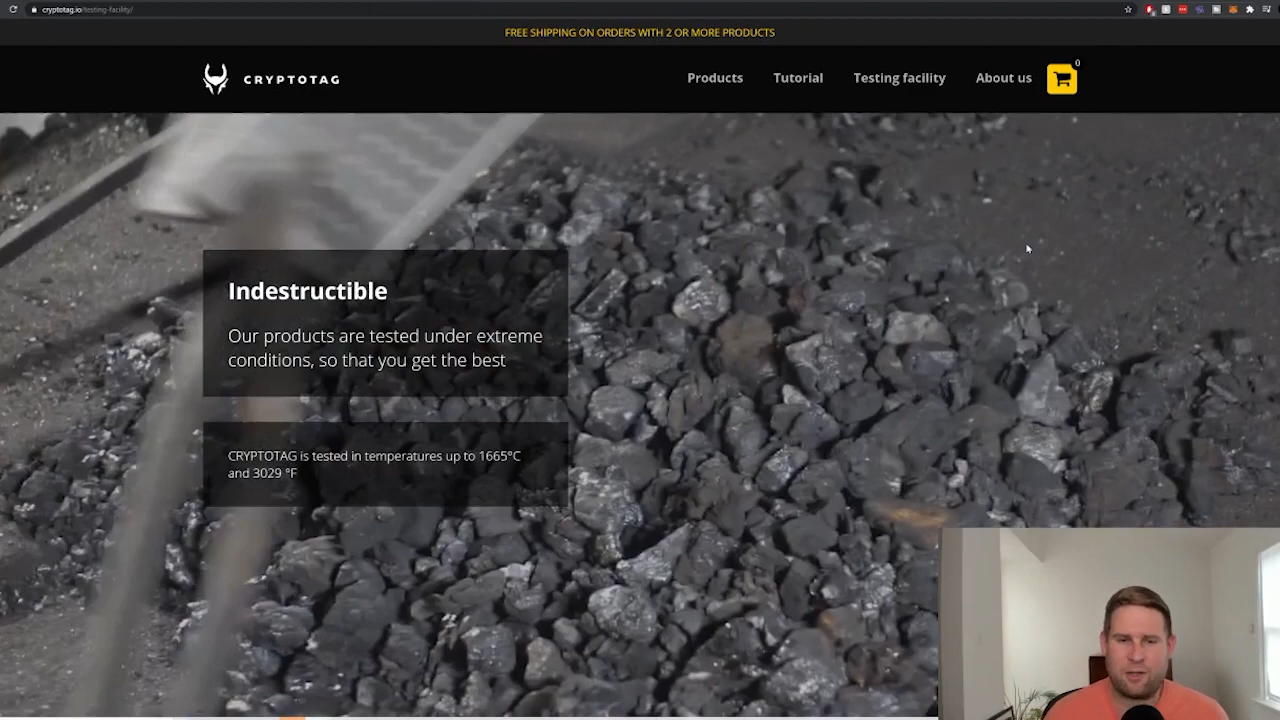 cryptotag.io/testing-facility/
FREE SHIPPING ON ORDERS WITH 2 OR MORE PRODUCTS
CRYPTOTAG
Products
Tutorial
Testing facility
About us
0
Indestructible
Our products are tested under extreme
conditions, so that you get the best
CRYPTOTAG is tested in temperatures up to 1665°C
and 3029 °F